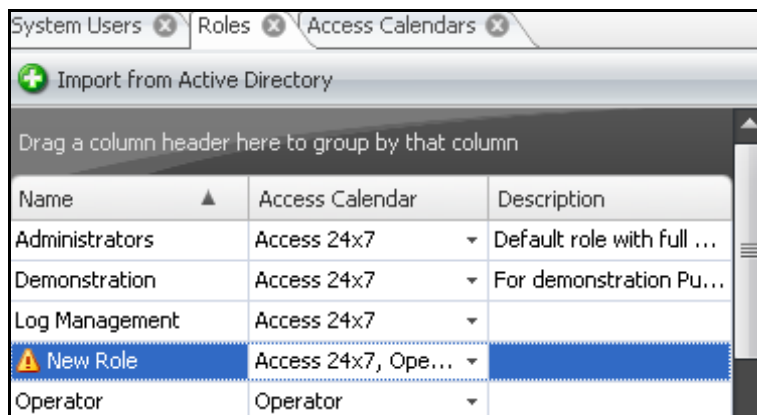 System Users Roles Access Calendars
Import from Active Directory
Drag a column header here to group by that column
Name Access Calendar Description
Administrators Access 24x7 Default role with full ...
Demonstration Access 24x7 For demonstration Pu...
Log Management Access 24x7
New Role Access 24x7, Ope...
Operator Operator